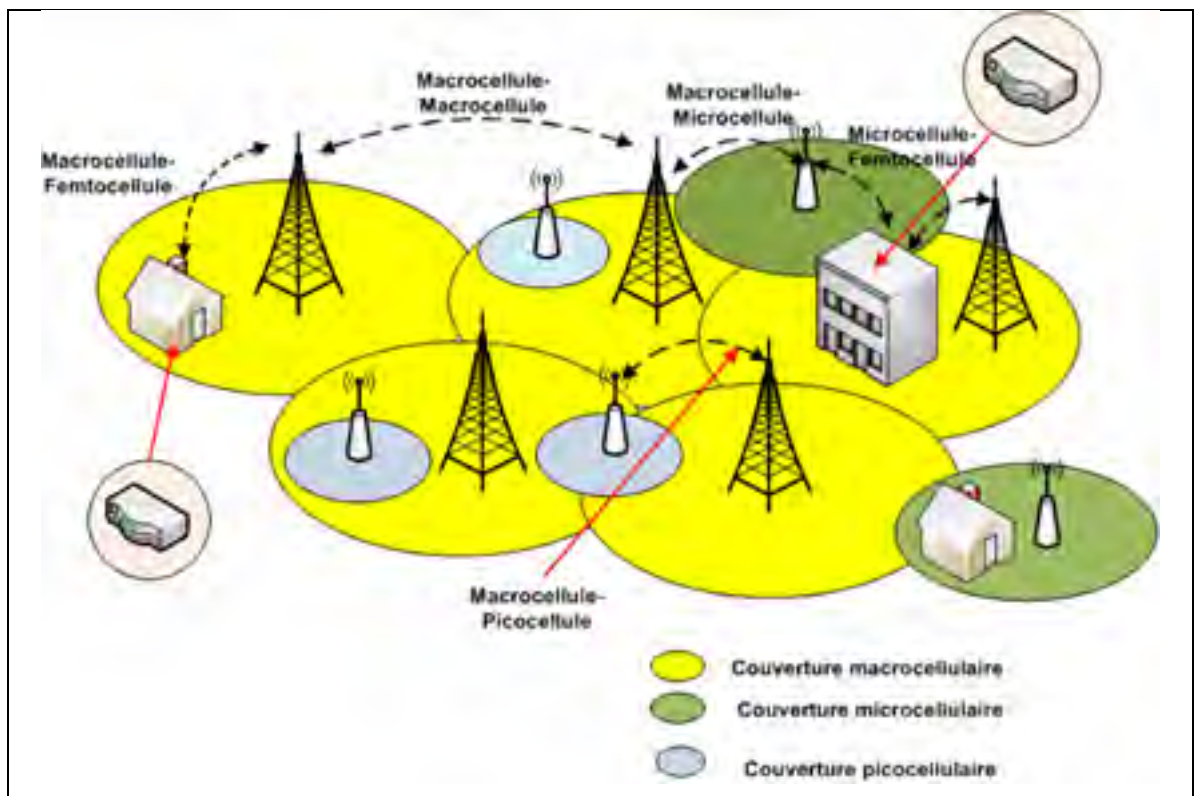 Macrocellule-
Macrocellule
Macrocellule-
Microcellule
Microcellule-
Femtocellule
Macrocellule-
Femtocellule
Macrocellule-
Picocellule
Couverture macrocellulaire
Couverture microcellulaire
Couverture picocellulaire